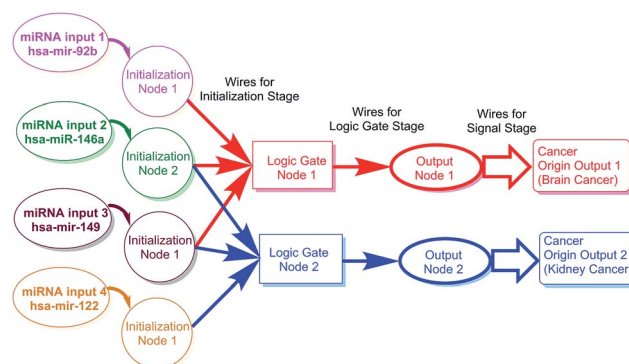 miRNA input 1
hsa-mir-92b
Initialization
Node 1
miRNA input 2
hsa-miR-146a
Initialization
Node 2
miRNA input 3
hsa-mir-149
Initialization
Node 1
miRNA input 4
hsa-mir-122
Initialization
Node 1
Wires for
Initialization Stage
Logic Gate
Node 1
Logic Gate
Node 2
Wires for
Logic Gate Stage
Output
Node 1
Output
Node 2
Wires for
Signal Stage
Cancer
Origin Output 1
(Brain Cancer)
Cancer
Origin Output 2
(Kidney Cancer)